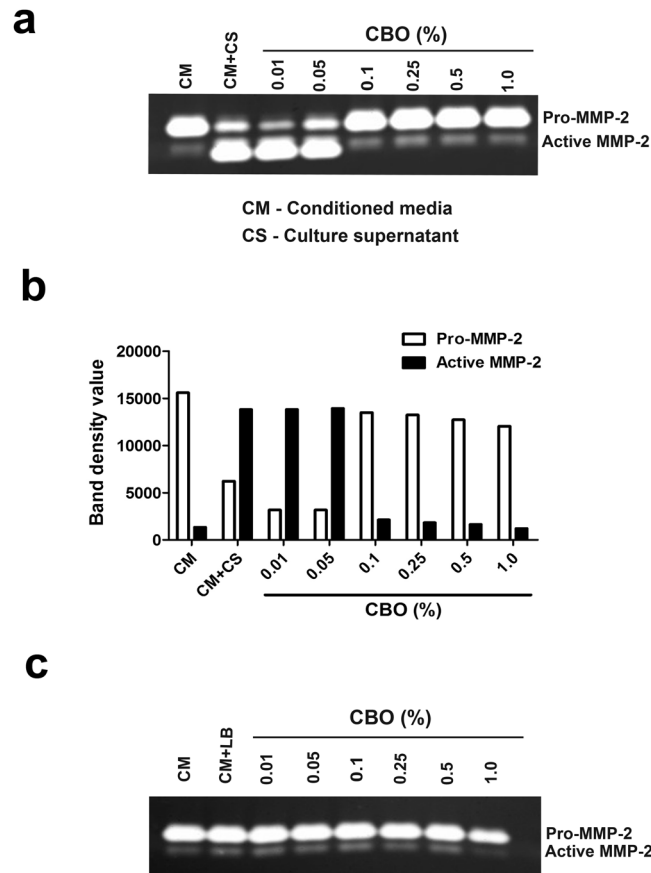 a
CBO (%)
CM CM+CS 0.01 0.05 0.1 0.25 0.5 1.0
Pro-MMP-2
Active MMP-2
CM - Conditioned media
CS - Culture supernatant
b
Pro-MMP-2
Active MMP-2
20000
15000
10000
5000
0
Band density value
CM CM+CS 0.01 0.05 0.1 0.25 0.5 1.0
CBO (%)
c
CBO (%)
CM CM+LB 0.01 0.05 0.1 0.25 0.5 1.0
Pro-MMP-2
Active MMP-2